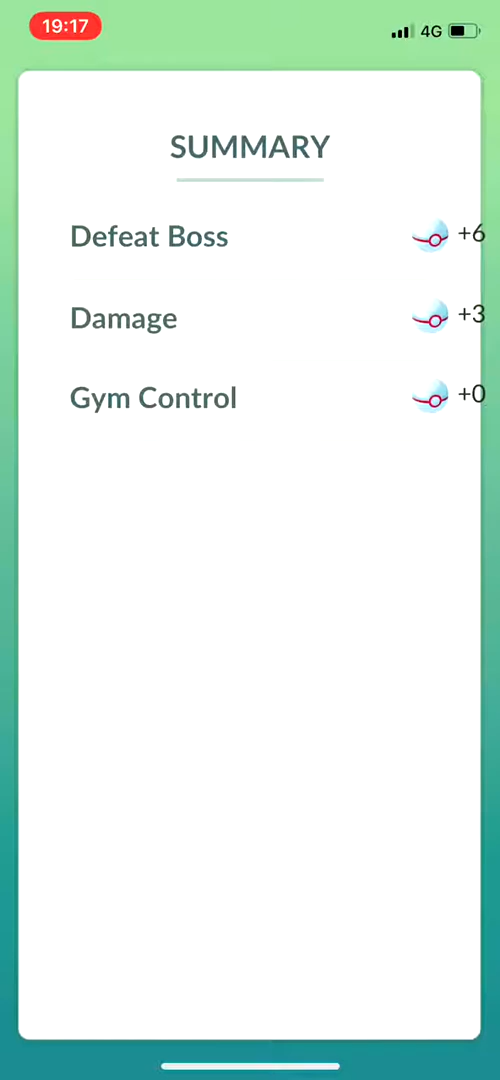 19:17
4G
SUMMARY
Defeat Boss +6
Damage +3
Gym Control +0